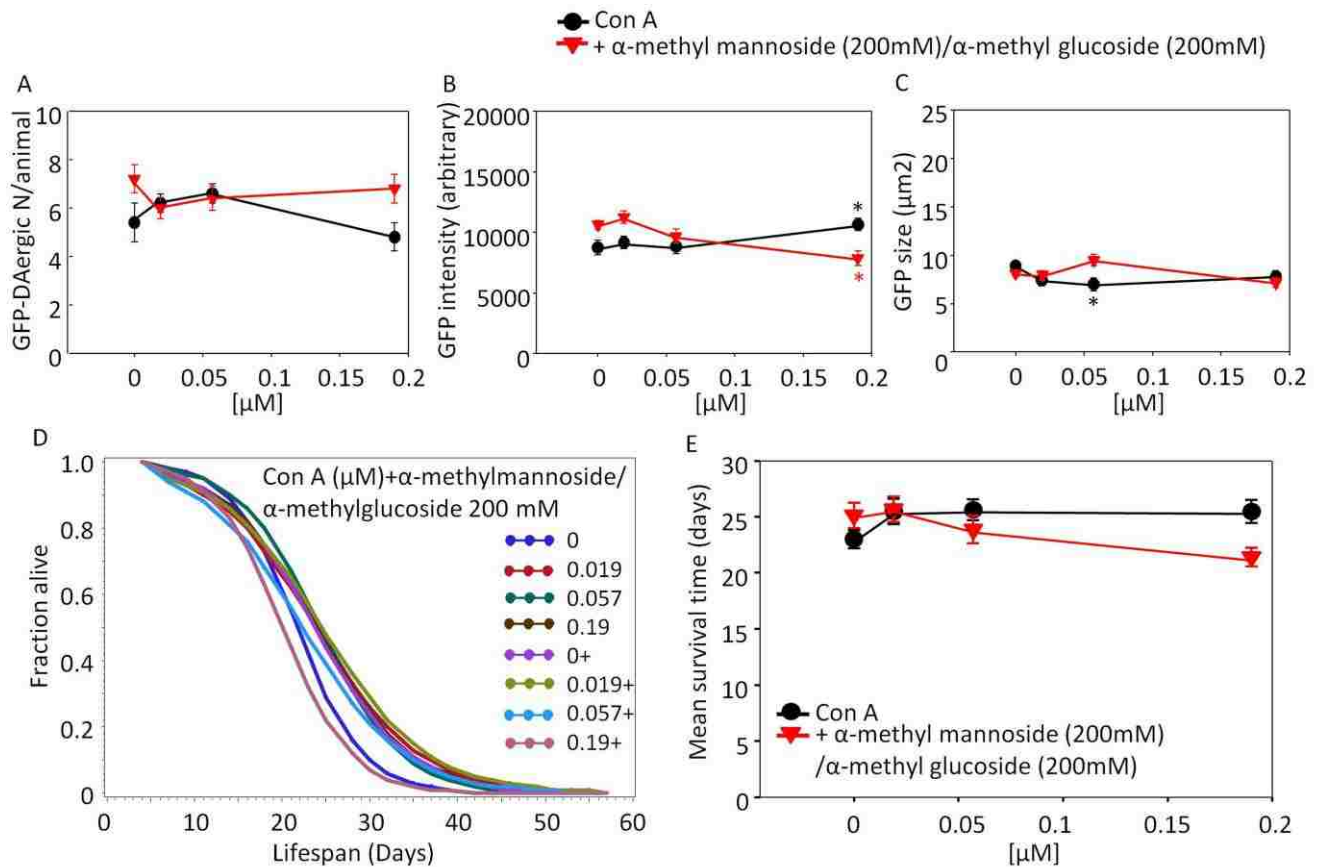 Con A
+ α-methyl mannoside (200mM)/α-methyl glucoside (200mM)
A
GFP-DAergic N/animal
10
8
6
4
2
0
0 0.05 0.1 0.15 0.2
[µM]
B
GFP intensity (arbitrary)
20000
15000
10000
5000
0
*
*
0 0.05 0.1 0.15 0.2
[µM]
C
GFP size (µm2)
25
20
15
10
5
0
*
0 0.05 0.1 0.15 0.2
[µM]
D
Fraction alive
1.0
0.8
0.6
0.4
0.2
0
Con A (µM)+α-methylmannoside/
α-methylglucoside 200 mM
0
0.019
0.057
0.19
0+
0.019+
0.057+
0.19+
0 10 20 30 40 50 60
Lifespan (Days)
E
Mean survival time (days)
30
25
20
15
10
5
0
Con A
+ α-methyl mannoside (200mM)
/α-methyl glucoside (200mM)
0 0.05 0.1 0.15 0.2
[µM]